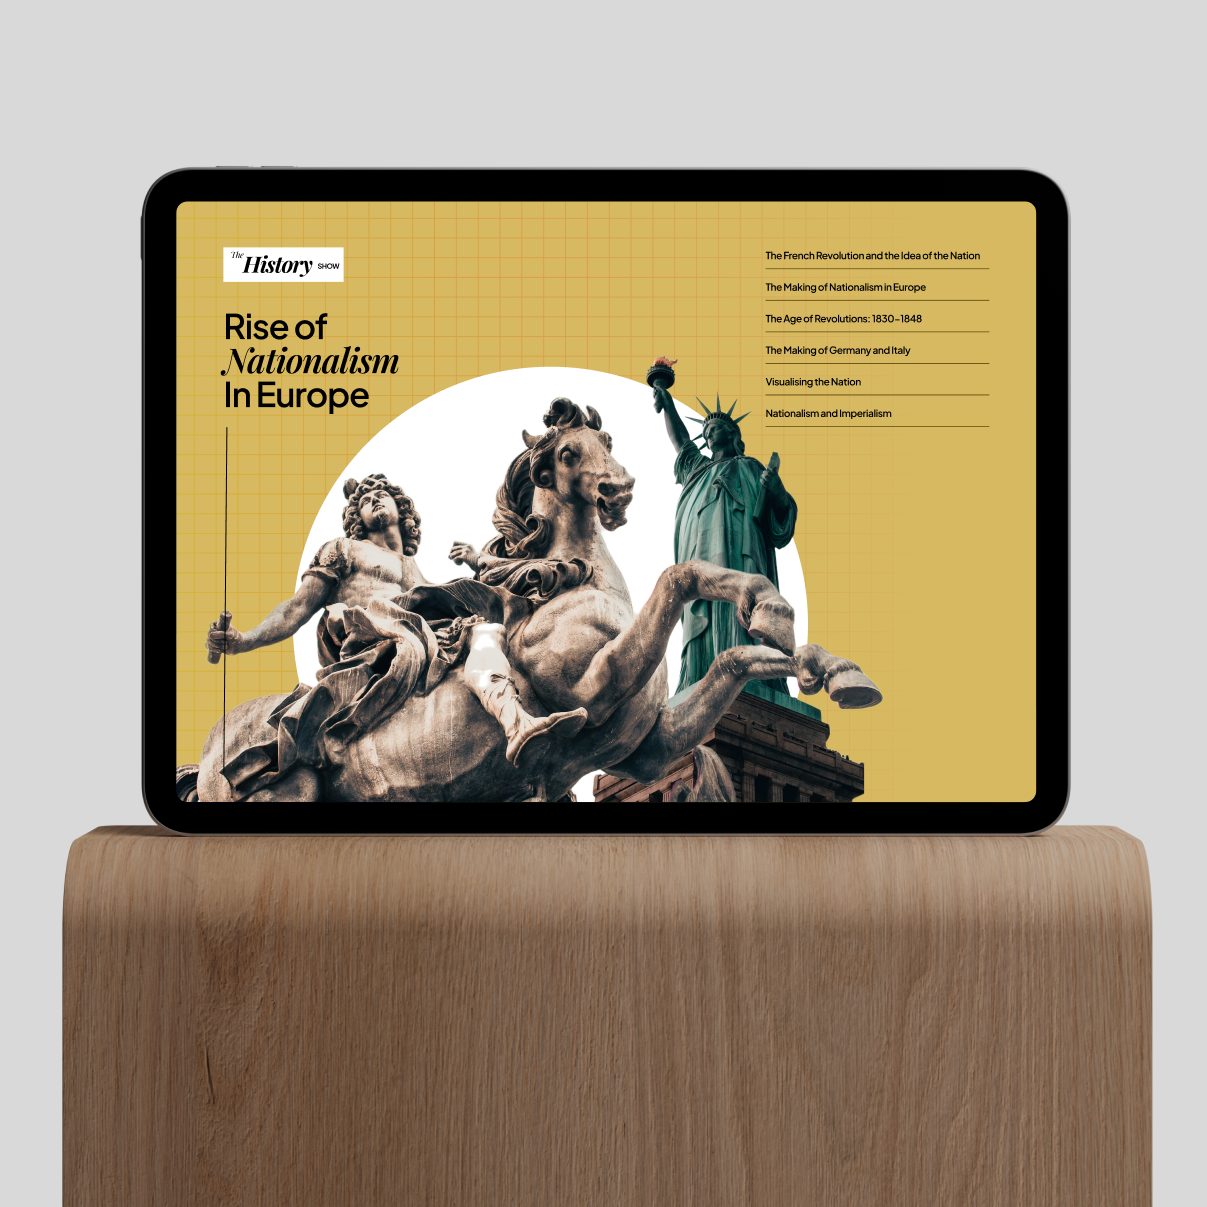 The History SHOW
Rise of
Nationalism
In Europe
The French Revolution and the Idea of the Nation
The Making of Nationalism in Europe
The Age of Revolutions: 1830–1848
The Making of Germany and Italy
Visualising the Nation
Nationalism and Imperialism